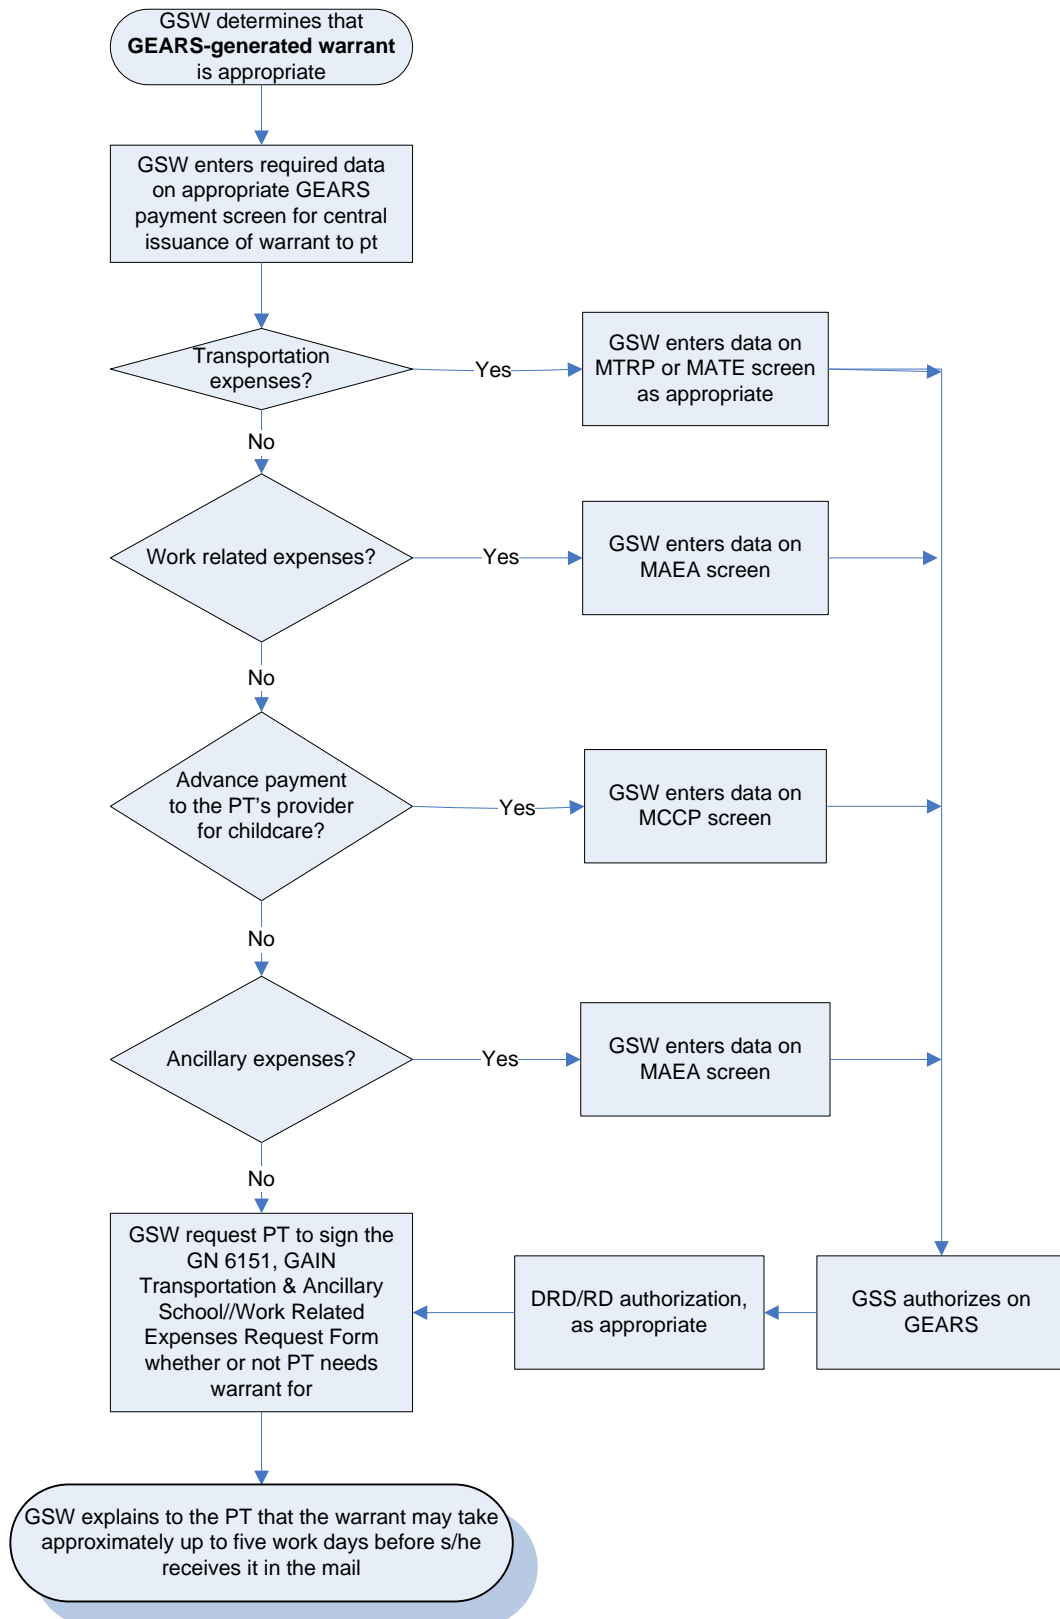 GSW determines that
GEARS-generated warrant
is appropriate
GSW enters required data
on appropriate GEARS
payment screen for central
issuance of warrant to pt
Transportation
expenses?
Yes
GSW enters data on
MTRP or MATE screen
as appropriate
No
Work related expenses?
Yes
GSW enters data on
MAEA screen
No
Advance payment
to the PT’s provider
for childcare?
Yes
GSW enters data on
MCCP screen
No
Ancillary expenses?
Yes
GSW enters data on
MAEA screen
No
GSW request PT to sign the
GN 6151, GAIN
Transportation & Ancillary
School//Work Related
Expenses Request Form
whether or not PT needs
warrant for
DRD/RD authorization,
as appropriate
GSS authorizes on
GEARS
GSW explains to the PT that the warrant may take
approximately up to five work days before s/he
receives it in the mail